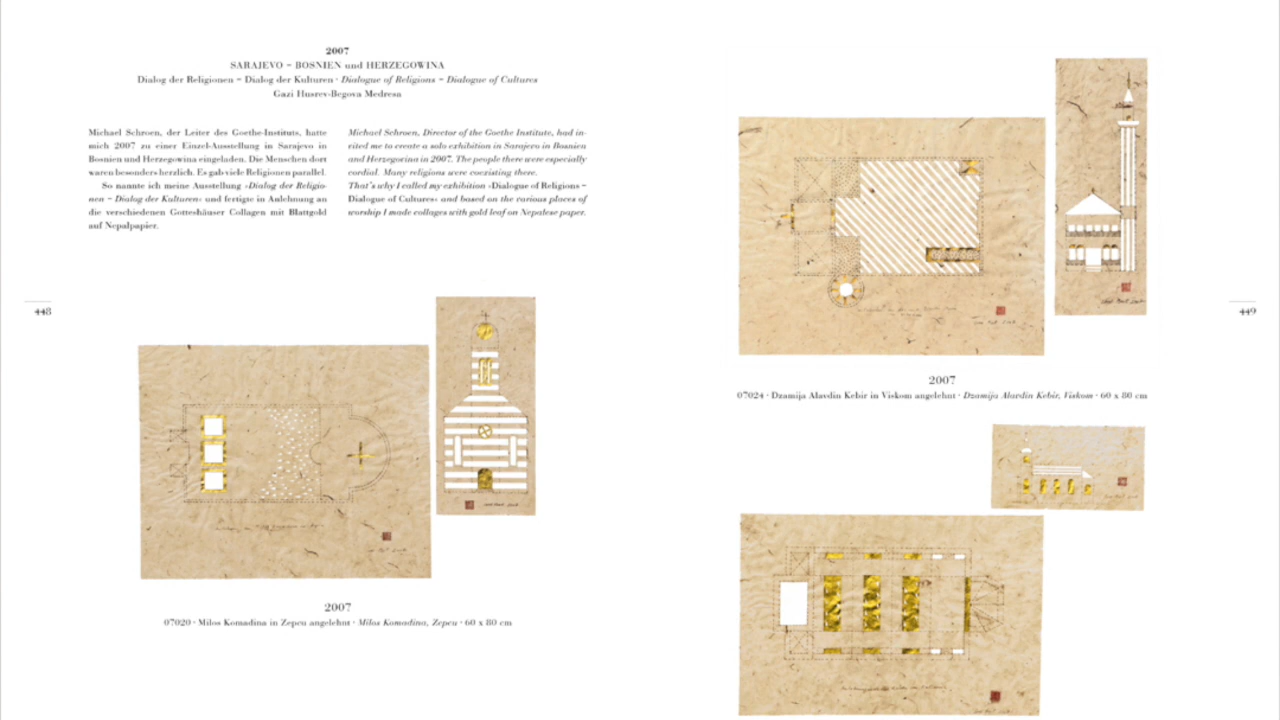 2007
SARAJEVO – BOSNIEN und HERZEGOWINA
Dialog der Religionen – Dialog der Kulturen · Dialogue of Religions – Dialogue of Cultures
Gazi Husrev-Begova Medresa
Michael Schroen, der Leiter des Goethe-Instituts, hatte
mich 2007 zu einer Einzel-Ausstellung in Sarajevo in
Bosnien und Herzegowina eingeladen. Die Menschen dort
waren besonders herzlich. Es gab viele Religionen parallel.
So nannte ich meine Ausstellung »Dialog der Religio-
nen – Dialog der Kulturen« und fertigte in Anlehnung an
die verschiedenen Gotteshäuser Collagen mit Blattgold
auf Nepalpapier.
Michael Schroen, Director of the Goethe Institute, had in-
vited me to create a solo exhibition in Sarajevo in Bosnien
and Herzegovina in 2007. The people there were especially
cordial. Many religions were coexisting there.
That's why I called my exhibition »Dialogue of Religions –
Dialogue of Cultures« and based on the various places of
worship I made collages with gold leaf on Nepalese paper.
448
2007
07020 · Milos Komadina in Zepcu angelehnt · Milos Komadina, Zepcu · 60 x 80 cm
449
2007
07024 · Dzamija Alavdin Kebir in Viskom angelehnt · Dzamija Alavdin Kebir, Viskom · 60 x 80 cm